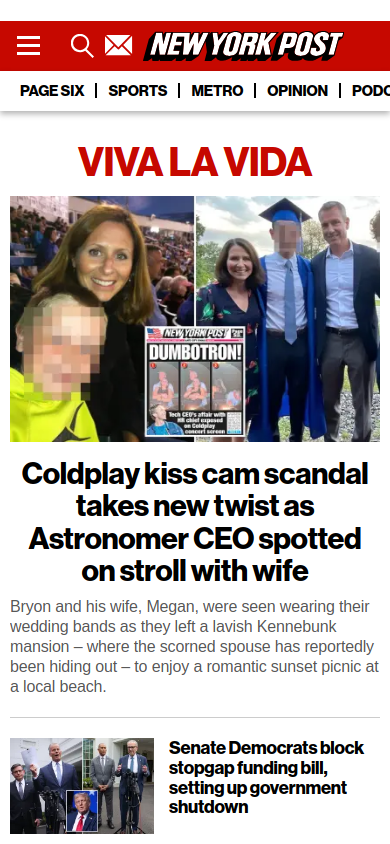 NEW YORK POST
PAGE SIX
SPORTS
METRO
OPINION
VIVA LA VIDA
NEW YORK POST
DUMBOTRON!
Tech CEO's affair with
HR chief exposed
on Coldplay
concert screen
Coldplay kiss cam scandal
takes new twist as
Astronomer CEO spotted
on stroll with wife
Bryon and his wife, Megan, were seen wearing their
wedding bands as they left a lavish Kennebunk
mansion – where the scorned spouse has reportedly
been hiding out – to enjoy a romantic sunset picnic at
a local beach.
Senate Democrats block
stopgap funding bill,
setting up government
shutdown